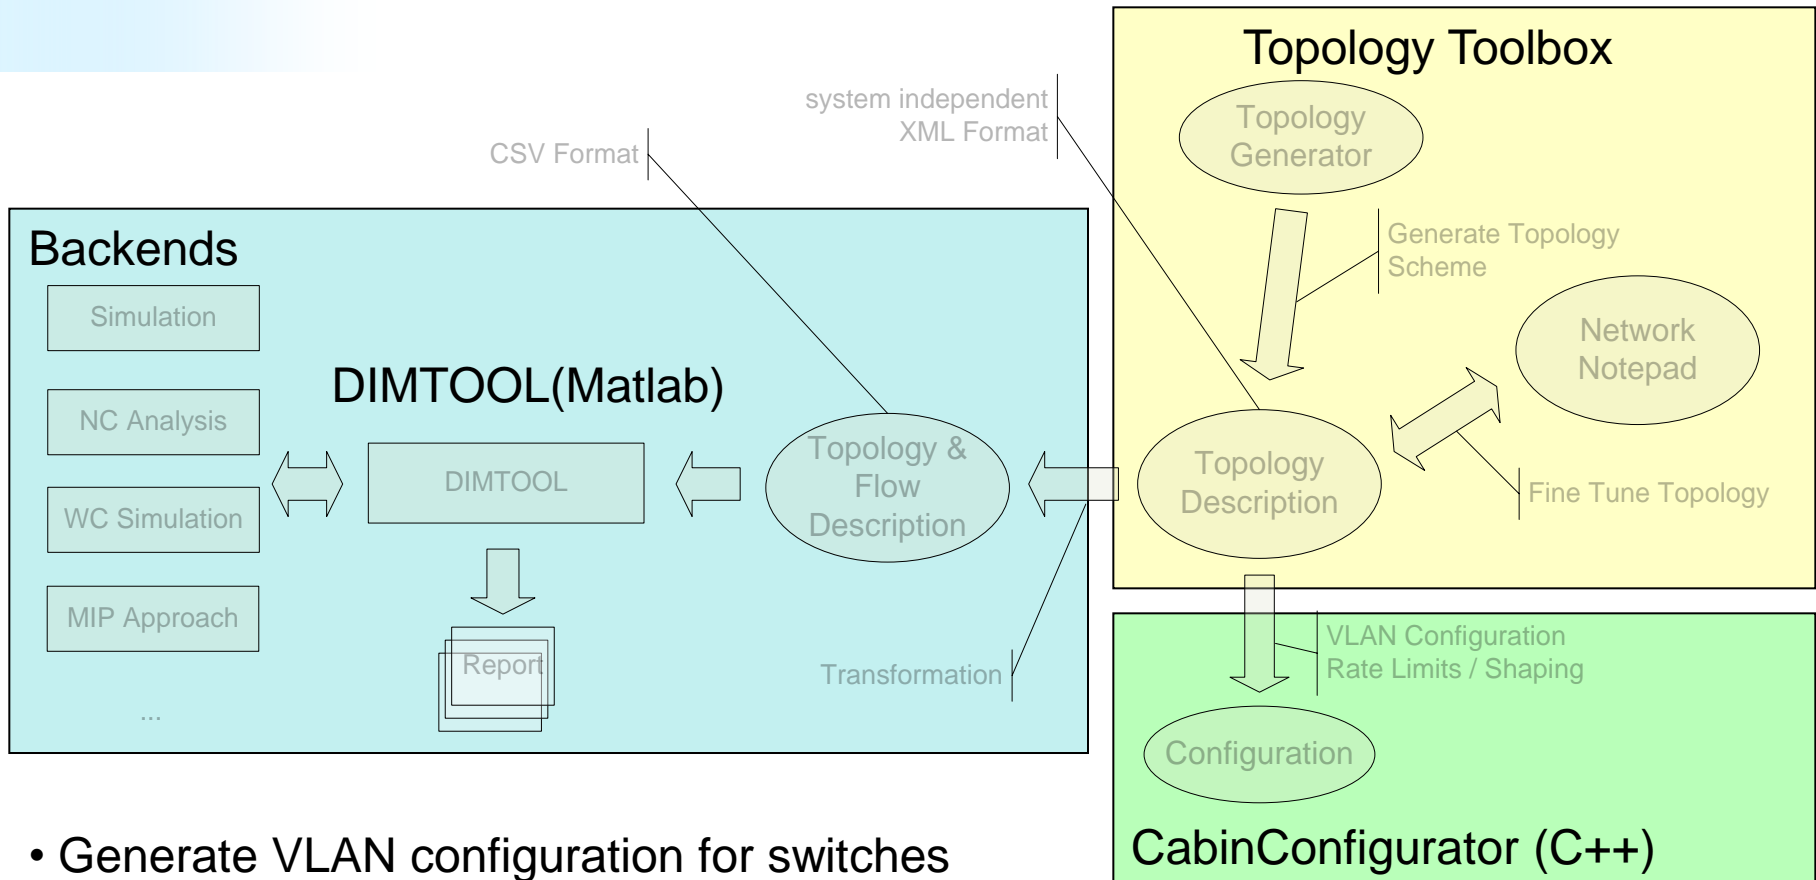 Topology Toolbox
system independent
XML Format
Topology
Generator
CSV Format
Generate Topology
Scheme
Backends
Simulation
Network
Notepad
DIMTOOL(Matlab)
NC Analysis
Topology &
Flow
Description
DIMTOOL
Topology
Description
Fine Tune Topology
WC Simulation
MIP Approach
Report
Transformation
VLAN Configuration
Rate Limits / Shaping
...
Configuration
CabinConfigurator (C++)
• Generate VLAN configuration for switches